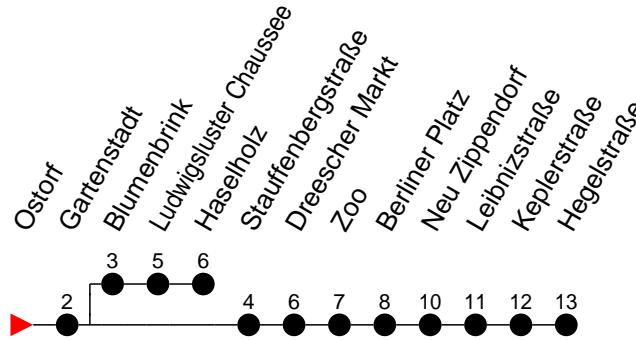 Ostorf
Gartenstadt
Blumenbrink
Ludwigsluster Chaussee
Haselholz
Stauffenbergstraße
Dreescher Markt
Zoo
Berliner Platz
Neu Zippendorf
Leibnizstraße
Keplerstraße
Hegelstraße
3 5 6
2 4 6 7 8 10 11 12 13